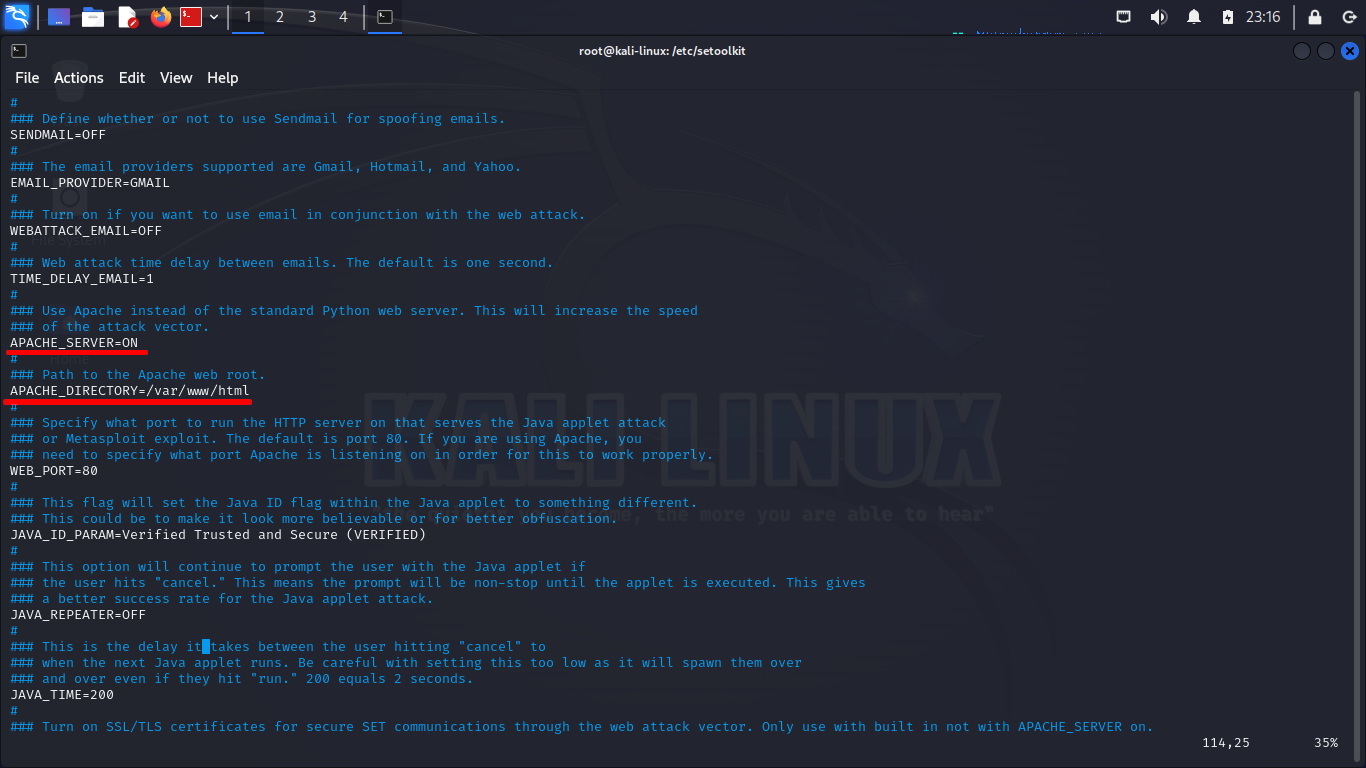 1 2 3 4
23:16
root@kali-linux: /etc/setoolkit
File Actions Edit View Help
#
### Define whether or not to use Sendmail for spoofing emails.
SENDMAIL=OFF
#
### The email providers supported are Gmail, Hotmail, and Yahoo.
EMAIL_PROVIDER=GMAIL
#
### Turn on if you want to use email in conjunction with the web attack.
WEBATTACK_EMAIL=OFF
#
### Web attack time delay between emails. The default is one second.
TIME_DELAY_EMAIL=1
#
### Use Apache instead of the standard Python web server. This will increase the speed
### of the attack vector.
APACHE_SERVER=ON
#
### Path to the Apache web root.
APACHE_DIRECTORY=/var/www/html
#
### Specify what port to run the HTTP server on that serves the Java applet attack
### or Metasploit exploit. The default is port 80. If you are using Apache, you
### need to specify what port Apache is listening on in order for this to work properly.
WEB_PORT=80
#
### This flag will set the Java ID flag within the Java applet to something different.
### This could be to make it look more believable or for better obfuscation.
JAVA_ID_PARAM=Verified Trusted and Secure (VERIFIED)
#
### This option will continue to prompt the user with the Java applet if
### the user hits "cancel." This means the prompt will be non-stop until the applet is executed. This gives
### a better success rate for the Java applet attack.
JAVA_REPEATER=OFF
#
### This is the delay it takes between the user hitting "cancel" to
### when the next Java applet runs. Be careful with setting this too low as it will spawn them over
### and over even if they hit "run." 200 equals 2 seconds.
JAVA_TIME=200
#
### Turn on SSL/TLS certificates for secure SET communications through the web attack vector. Only use with built in not with APACHE_SERVER on.
114,25 35%
File System
Home
KALI LINUX
the more you are able to hear"